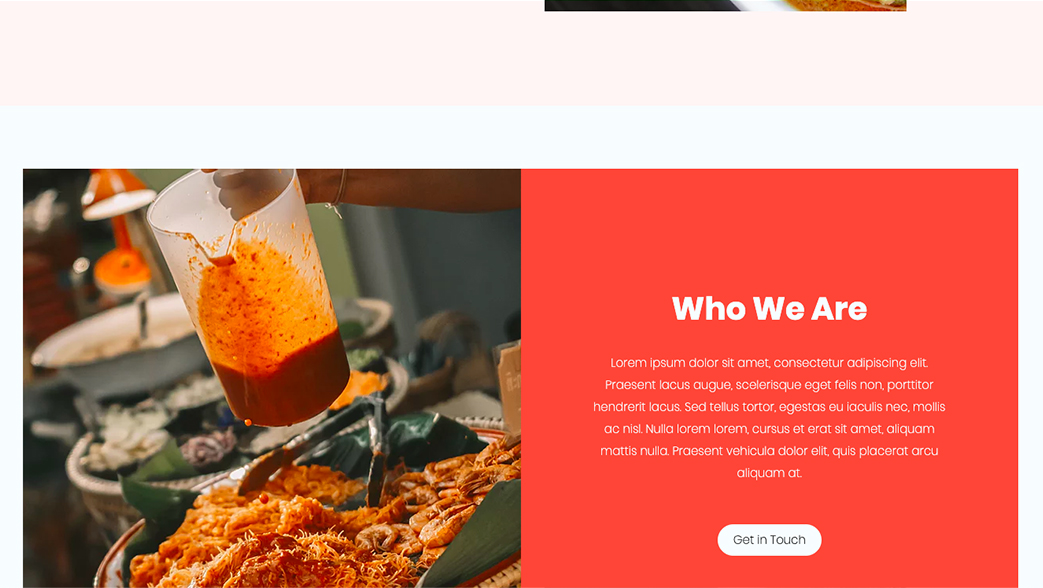 Who We Are
Lorem ipsum dolor sit amet, consectetur adipiscing elit.
Praesent lacus augue, scelerisque eget felis non, porttitor
hendrerit lacus. Sed tellus tortor, egestas eu iaculis nec, mollis
ac nisl. Nulla lorem lorem, cursus et erat sit amet, aliquam
mattis nulla. Praesent vehicula dolor elit, quis placerat arcu
aliquam at.
Get in Touch